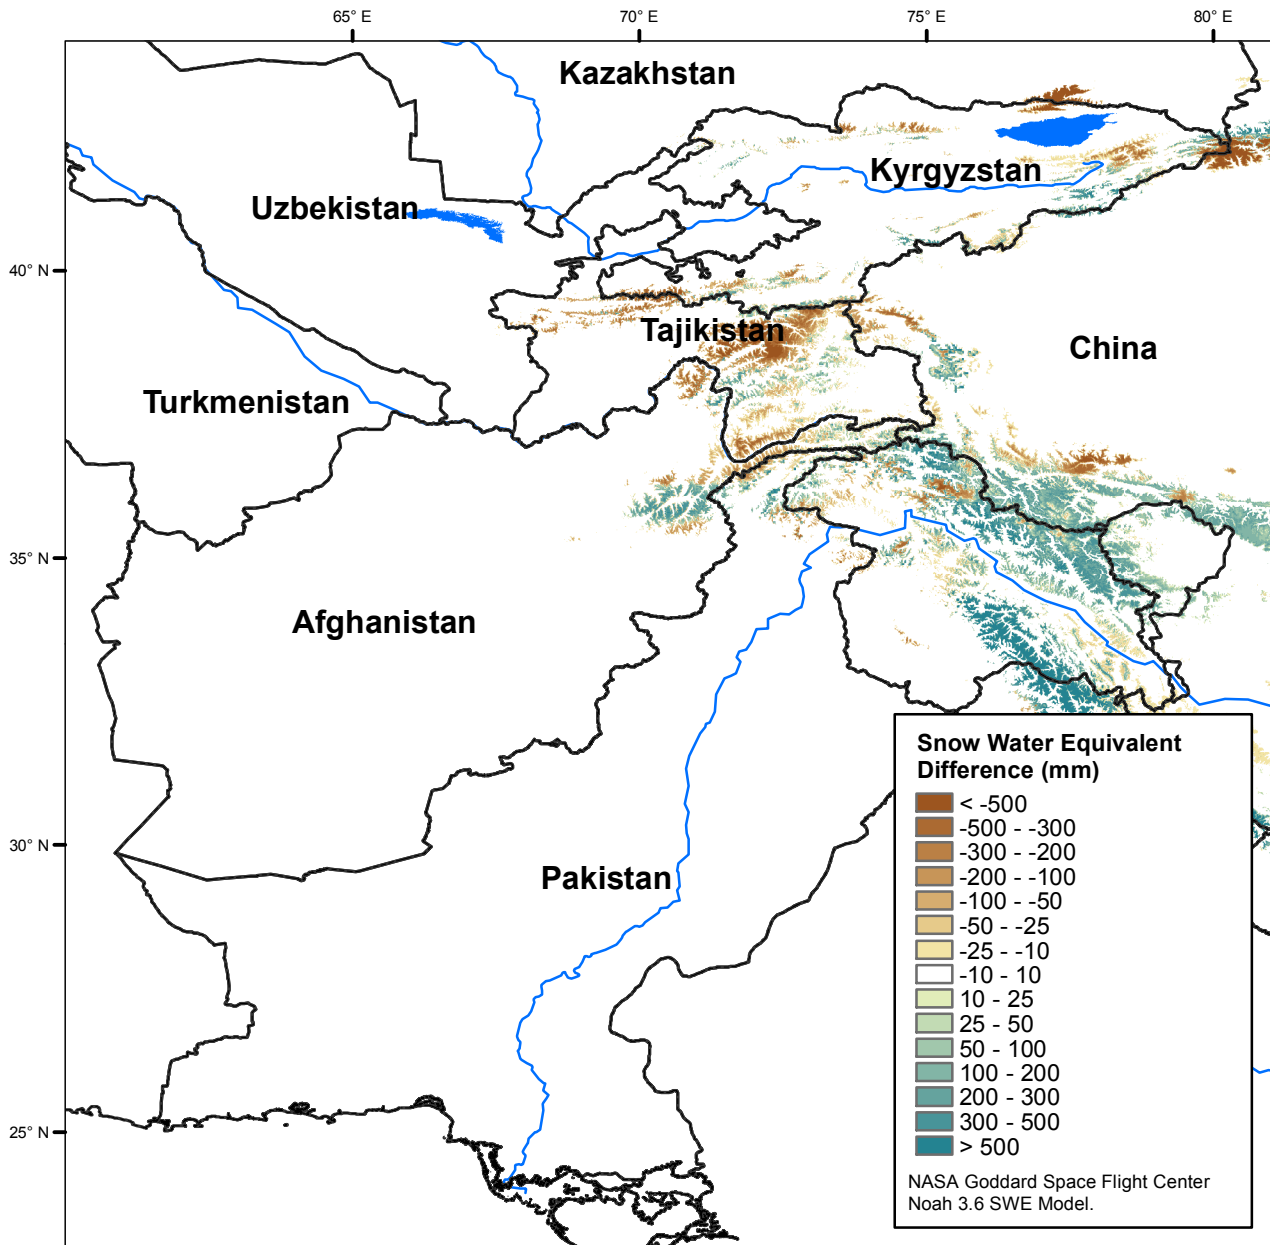 65° E
70° E
75° E
80° E
Kazakhstan
Kyrgyzstan
Uzbekistan
40° N
Tajikistan
China
Turkmenistan
35° N
Afghanistan
30° N
Pakistan
25° N
Snow Water Equivalent
Difference (mm)
< -500
-500 - -300
-300 - -200
-200 - -100
-100 - -50
-50 - -25
-25 - -10
-10 - 10
10 - 25
25 - 50
50 - 100
100 - 200
200 - 300
300 - 500
> 500
NASA Goddard Space Flight Center
Noah 3.6 SWE Model.